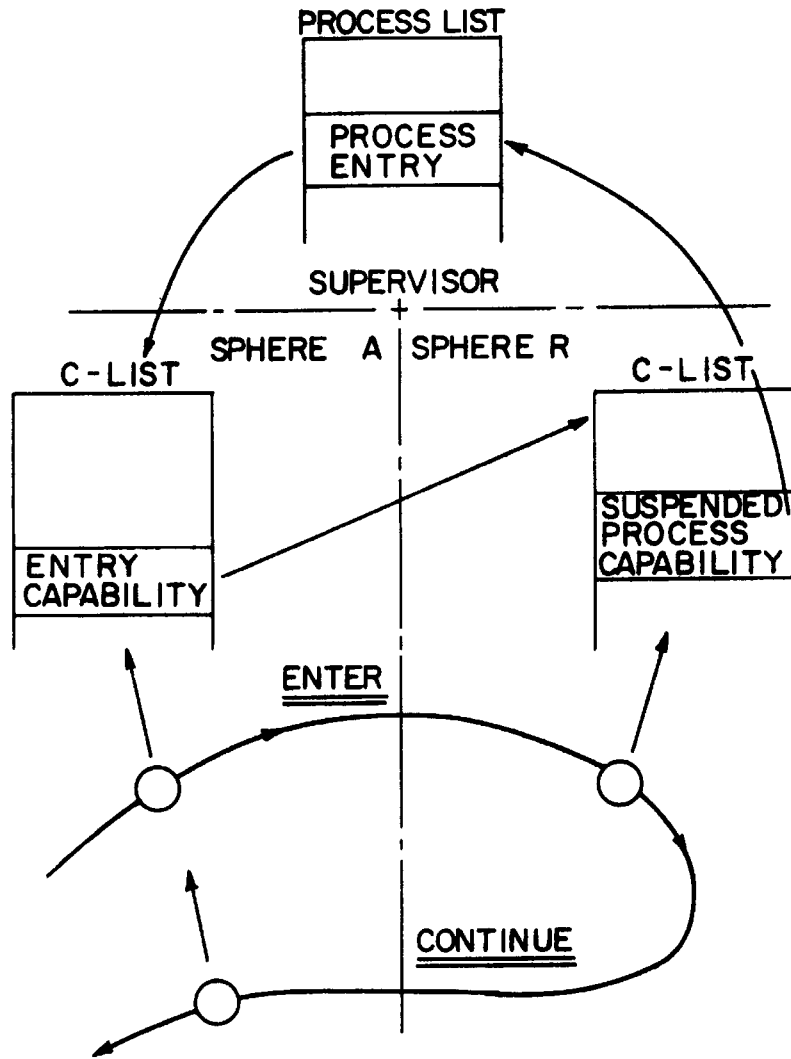 PROCESS LIST
PROCESS
ENTRY
SUPERVISOR
SPHERE A
SPHERE R
C-LIST
C-LIST
ENTRY
CAPABILITY
SUSPENDED
PROCESS
CAPABILITY
ENTER
CONTINUE